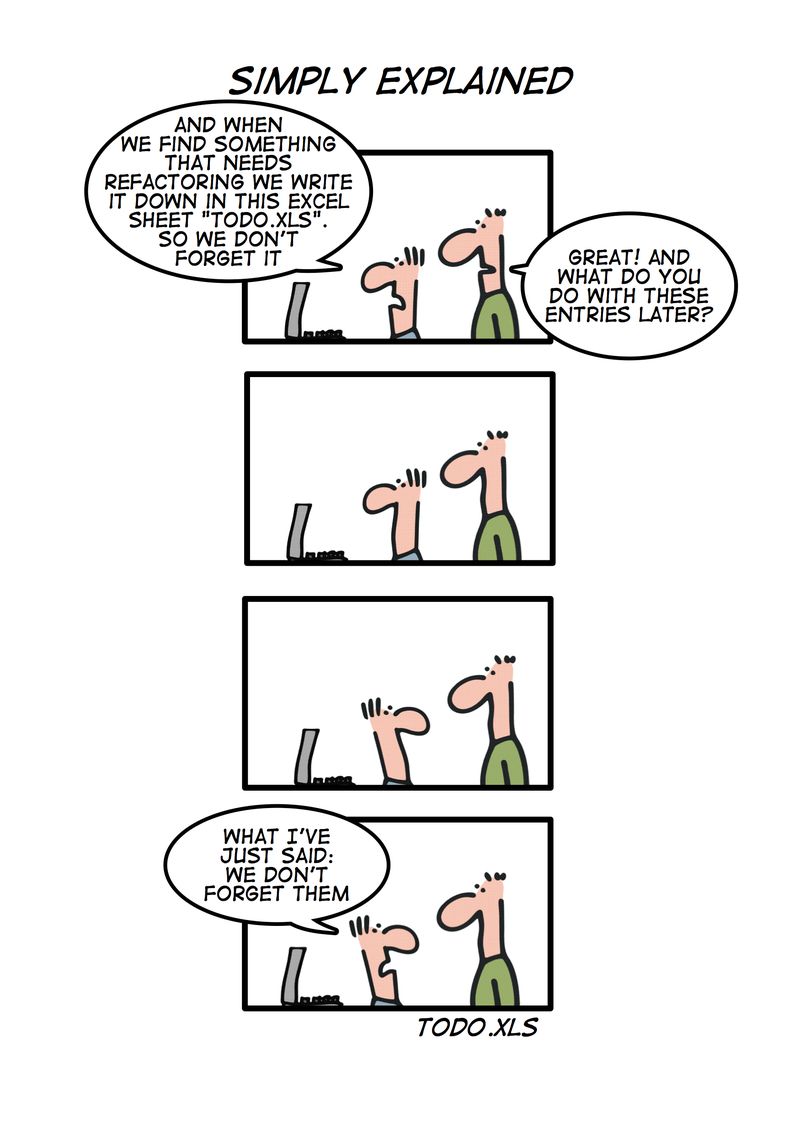 SIMPLY EXPLAINED
AND WHEN
WE FIND SOMETHING
THAT NEEDS
REFACTORING WE WRITE
IT DOWN IN THIS EXCEL
SHEET "TODO.XLS".
SO WE DON'T
FORGET IT
GREAT! AND
WHAT DO YOU
DO WITH THESE
ENTRIES LATER?
WHAT I'VE
JUST SAID:
WE DON'T
FORGET THEM
TODO.XLS